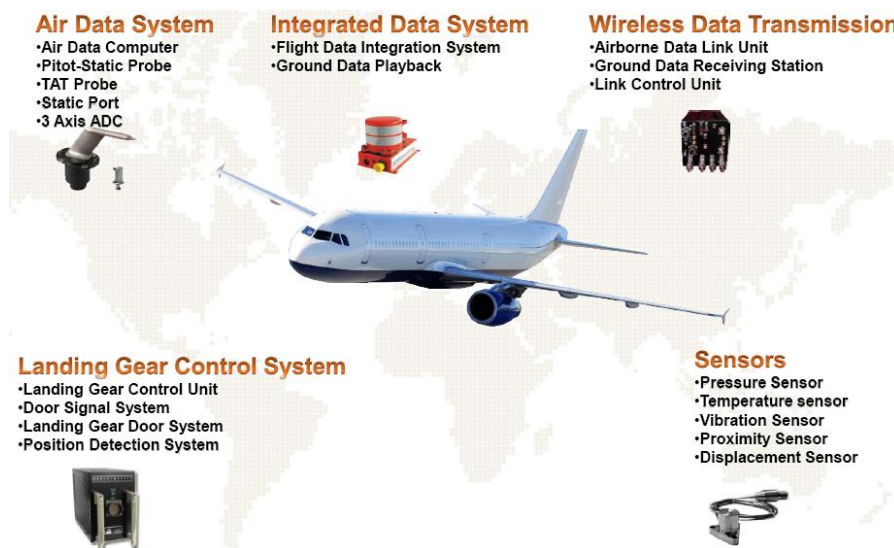 Air Data System
•Air Data Computer
•Pitot-Static Probe
•TAT Probe
•Static Port
•3 Axis ADC
Integrated Data System
•Flight Data Integration System
•Ground Data Playback
Wireless Data Transmission
•Airborne Data Link Unit
•Ground Data Receiving Station
•Link Control Unit
Landing Gear Control System
•Landing Gear Control Unit
•Door Signal System
•Landing Gear Door System
•Position Detection System
Sensors
•Pressure Sensor
•Temperature sensor
•Vibration Sensor
•Proximity Sensor
•Displacement Sensor